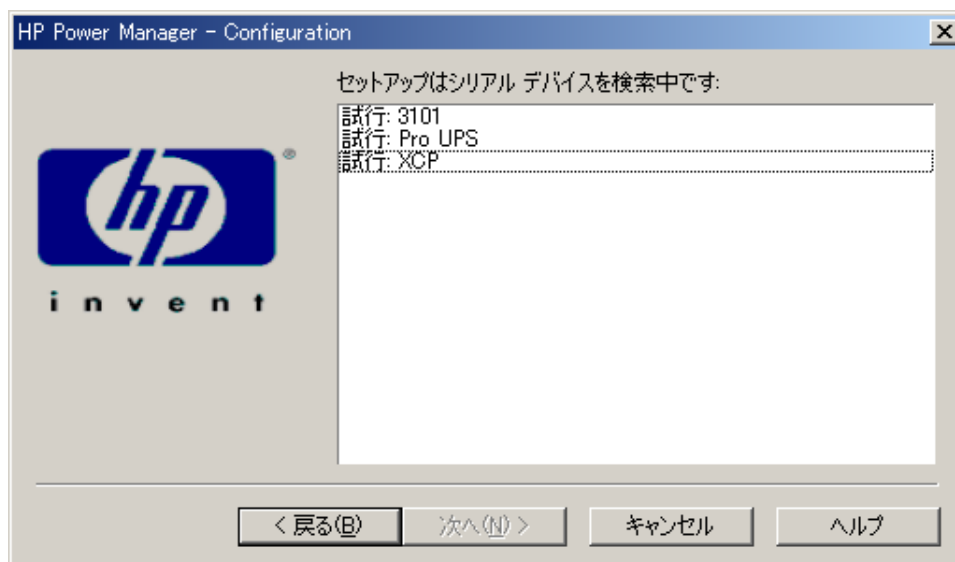 HP Power Manager - Configuration
セットアップはシリアル デバイスを検索中です:
試行: 3101
試行: Pro UPS
試行: XCP
hp
®
invent
< 戻る(B)
次へ(N) >
キャンセル
ヘルプ